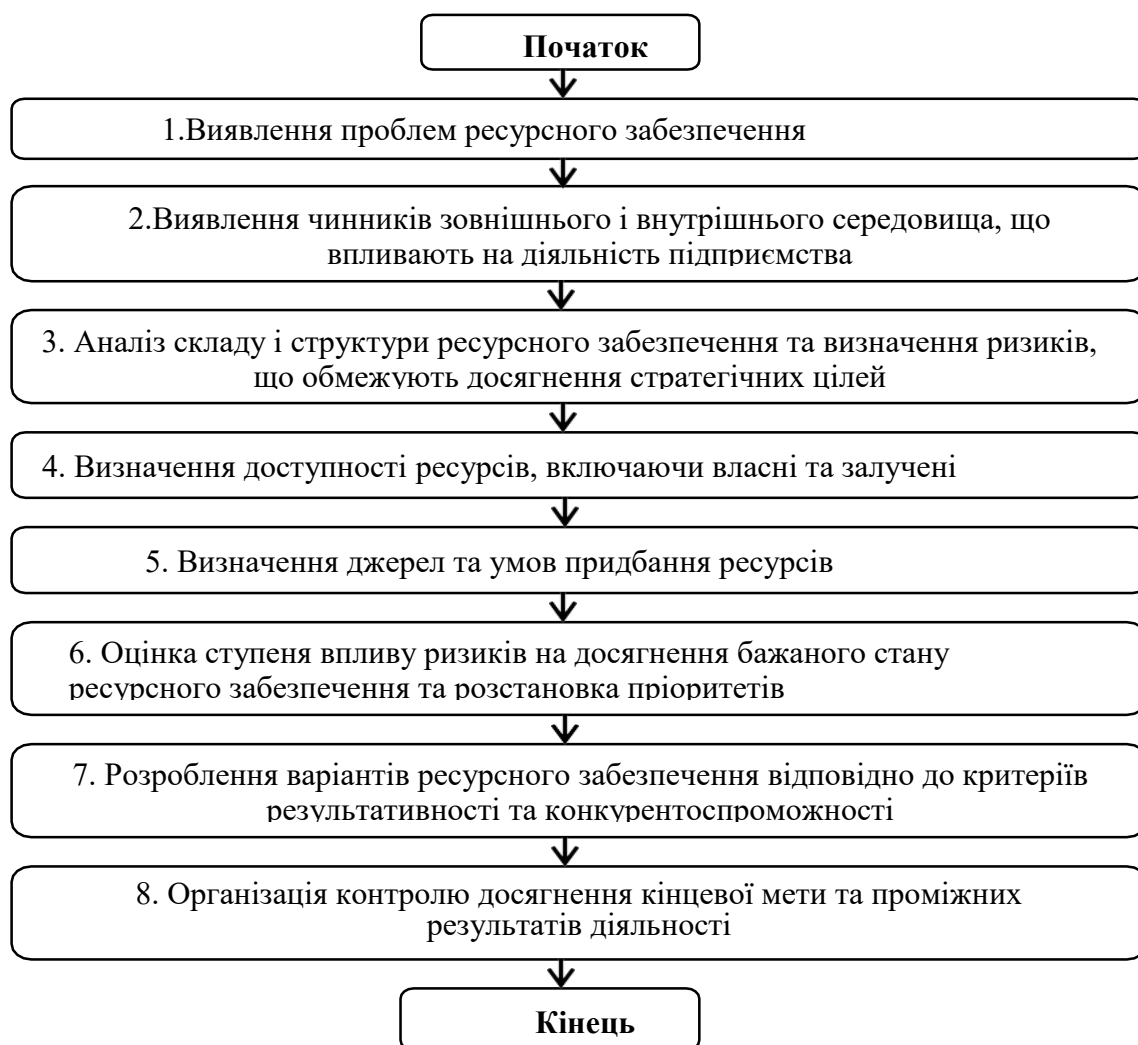 Початок
1.Виявлення проблем ресурсного забезпечення
2.Виявлення чинників зовнішнього і внутрішнього середовища, що
впливають на діяльність підприємства
3. Аналіз складу і структури ресурсного забезпечення та визначення ризиків,
що обмежують досягнення стратегічних цілей
4. Визначення доступності ресурсів, включаючи власні та залучені
5. Визначення джерел та умов придбання ресурсів
6. Оцінка ступеня впливу ризиків на досягнення бажаного стану
ресурсного забезпечення та розстановка пріоритетів
7. Розроблення варіантів ресурсного забезпечення відповідно до критеріїв
результативності та конкурентоспроможності
8. Організація контролю досягнення кінцевої мети та проміжних
результатів діяльності
Кінець